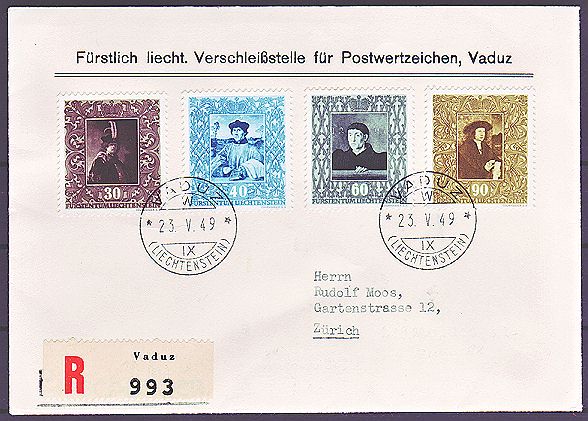 Fürstlich liecht. Verschleißstelle für Postwertzeichen, Vaduz
30
FÜRSTENTUM LIECHTENSTEIN
40
FÜRSTENTUM LIECHTENSTEIN
60
FÜRSTENTUM LIECHTENSTEIN
90
FÜRSTENTUM LIECHTENSTEIN
VADUZ
W
* 23. V. 49 *
IX
(LIECHTENSTEIN)
VADUZ
W
* 23. V. 49 *
IX
(LIECHTENSTEIN)
Herrn
Rudolf Moos,
Gartenstrasse 12,
Zürich
Vaduz
R 993